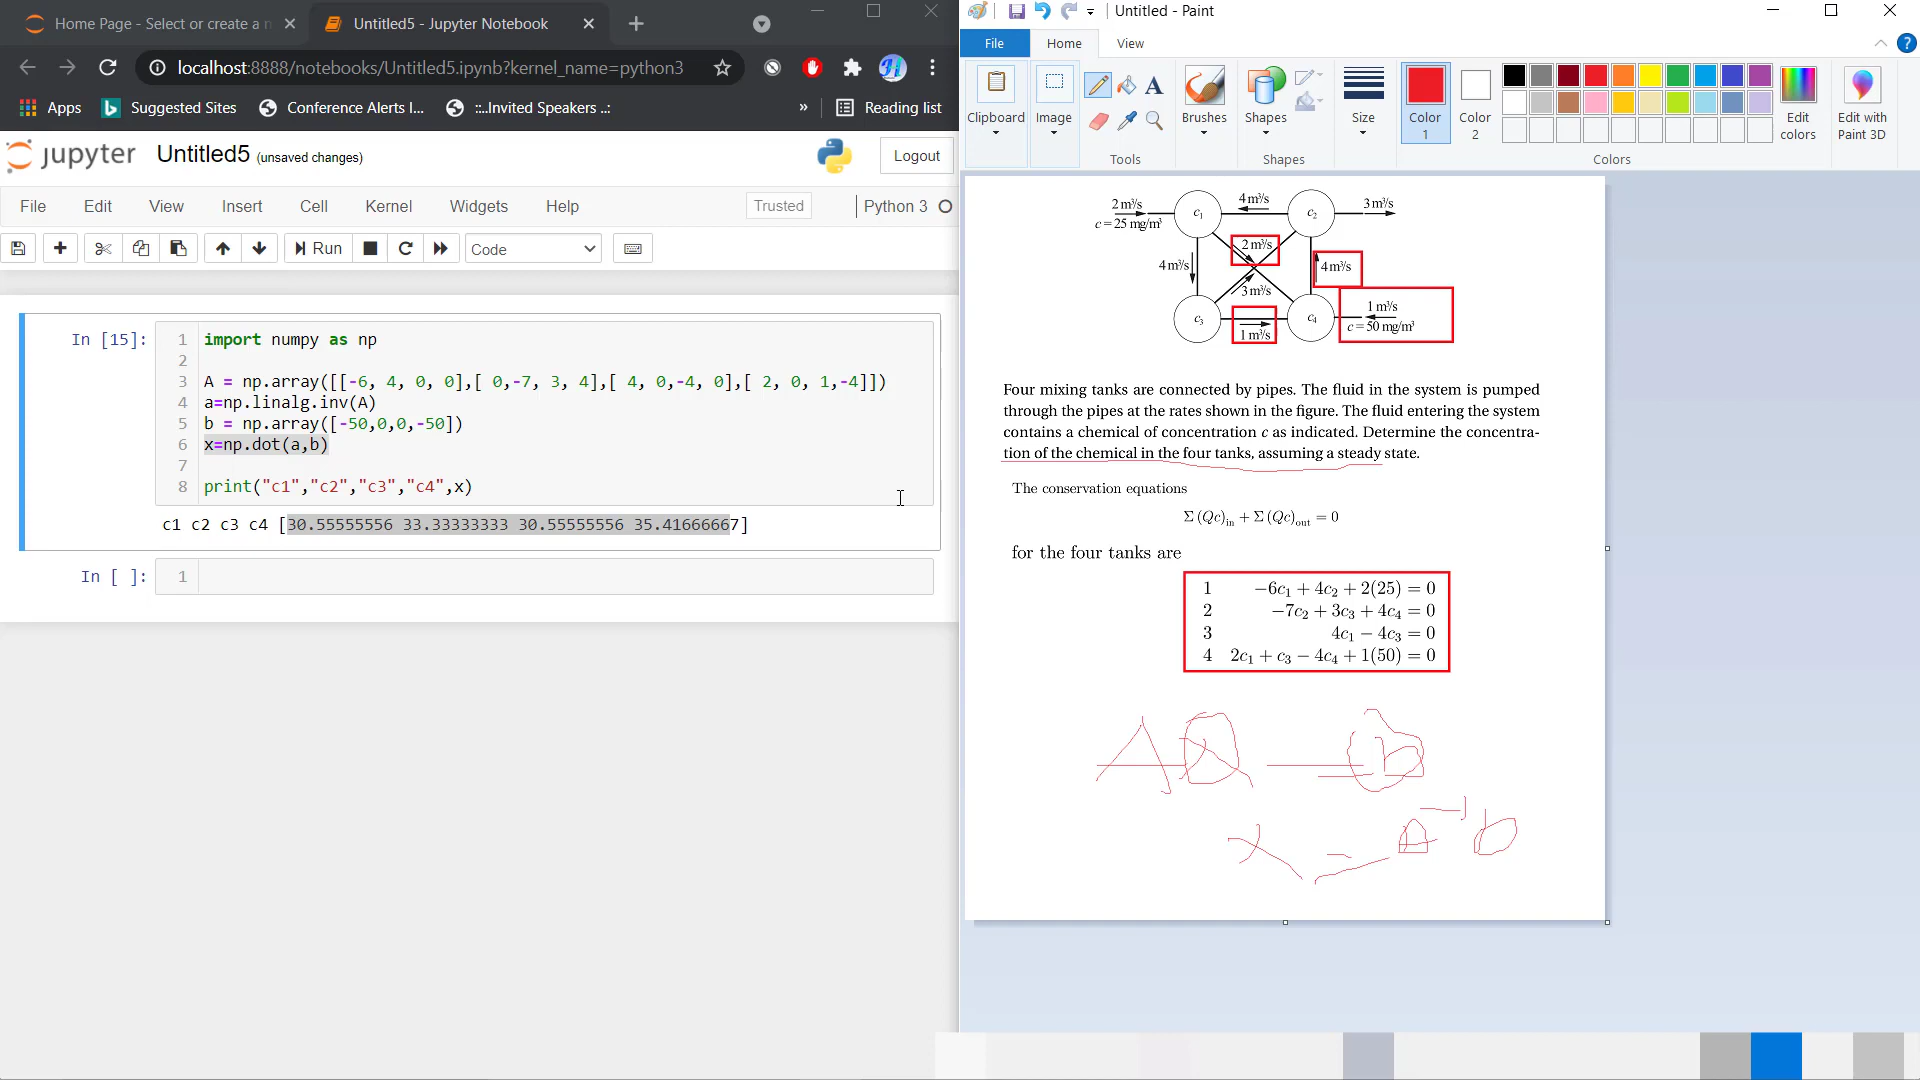 Home Page - Select or create a n
Untitled5 - Jupyter Notebook
localhost:8888/notebooks/Untitled5.ipynb?kernel_name=python3
Apps
Suggested Sites
Conference Alerts I...
::..Invited Speakers ..:
»
Reading list
jupyter Untitled5 (unsaved changes)
Logout
File Edit View Insert Cell Kernel Widgets Help
Trusted
Python 3
Run
Code
In [15]:
1 import numpy as np
2
3 A = np.array([[-6, 4, 0, 0],[ 0,-7, 3, 4],[ 4, 0,-4, 0],[ 2, 0, 1,-4]])
4 a=np.linalg.inv(A)
5 b = np.array([-50,0,0,-50])
6 x=np.dot(a,b)
7
8 print("c1","c2","c3","c4",x)
c1 c2 c3 c4 [30.55555556 33.33333333 30.55555556 35.41666667]
In [ ]:
1
Untitled - Paint
File Home View
Clipboard
Image
Tools
Brushes
Shapes
Shapes
Size
Color 1
Color 2
Edit colors
Edit with Paint 3D
Colors
2 m³/s
c = 25 mg/m³
c₁
4 m³/s
c₂
3 m³/s
2 m³/s
4 m³/s
4 m³/s
3 m³/s
c₃
1 m³/s
c₄
1 m³/s
c = 50 mg/m³
Four mixing tanks are connected by pipes. The fluid in the system is pumped
through the pipes at the rates shown in the figure. The fluid entering the system
contains a chemical of concentration c as indicated. Determine the concentra-
tion of the chemical in the four tanks, assuming a steady state.
The conservation equations
Σ (Qc)in + Σ (Qc)out = 0
for the four tanks are
1 −6c₁ + 4c₂ + 2(25) = 0
2 −7c₂ + 3c₃ + 4c₄ = 0
3 4c₁ − 4c₃ = 0
4 2c₁ + c₃ − 4c₄ + 1(50) = 0
A x = b
x = a⁻¹ b